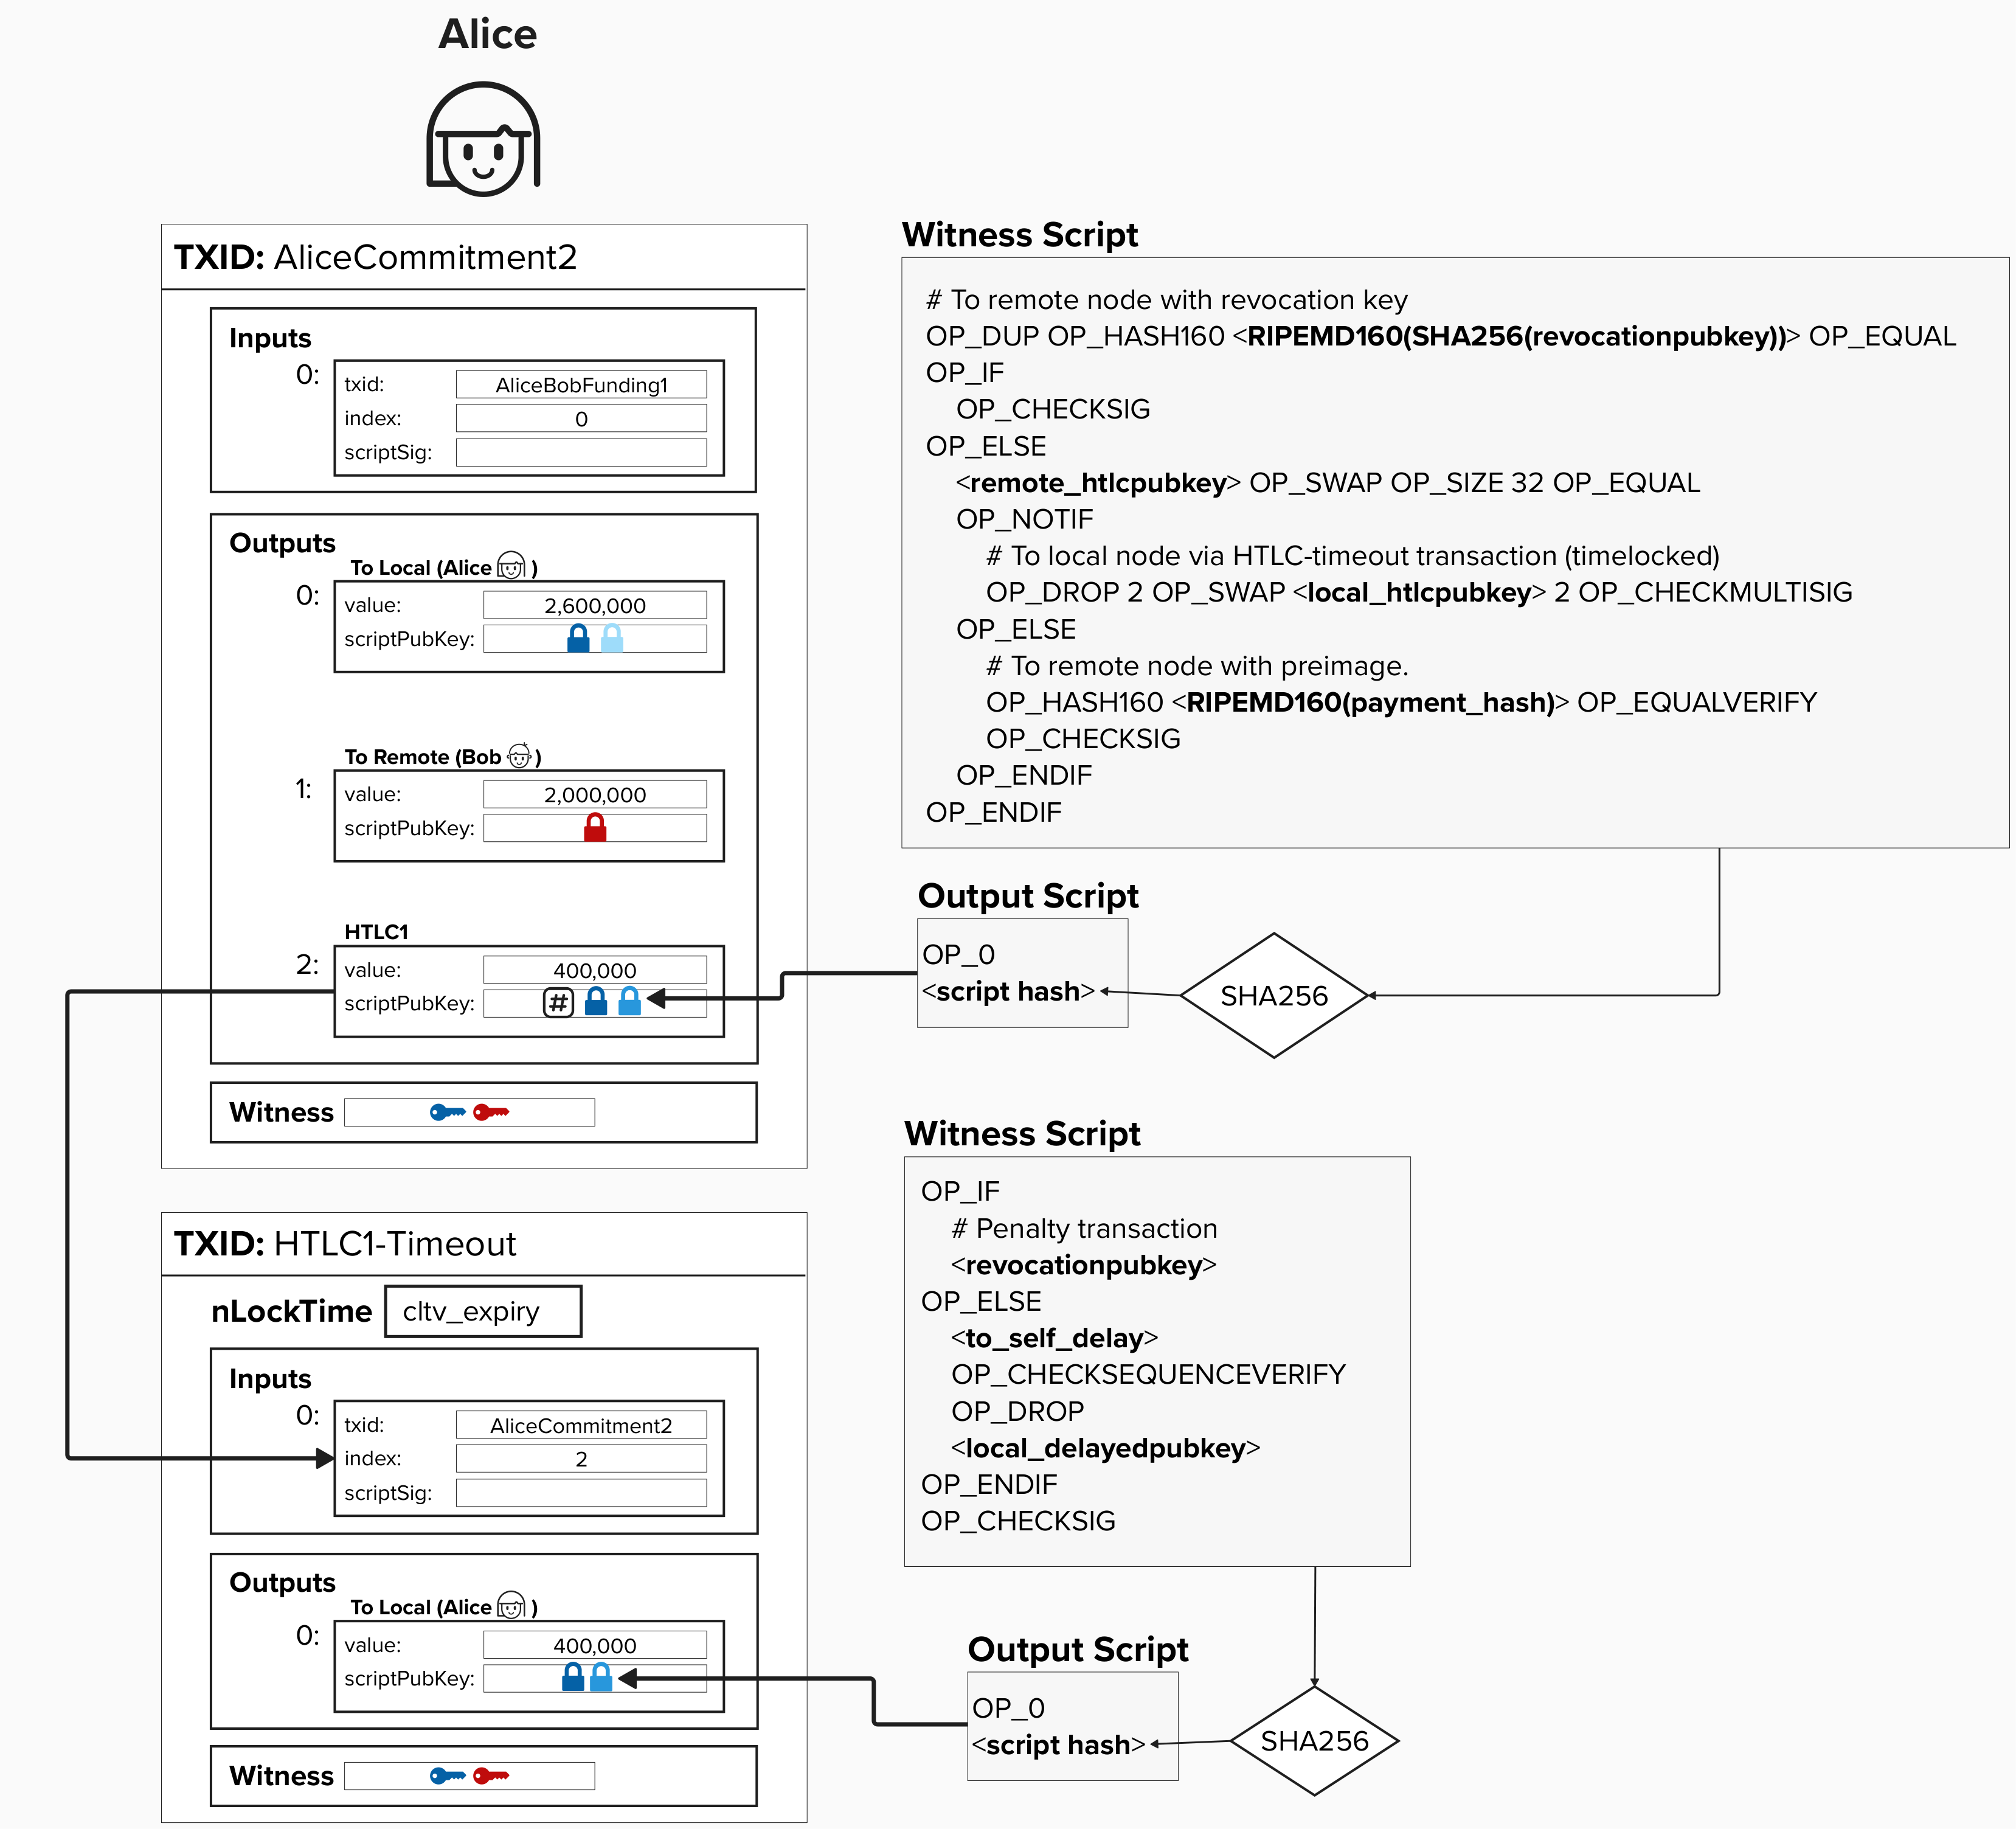 Alice
TXID: AliceCommitment2
Inputs
0:
txid: AliceBobFunding1
index: 0
scriptSig:
Outputs
To Local (Alice )
0:
value: 2,600,000
scriptPubKey:
To Remote (Bob )
1:
value: 2,000,000
scriptPubKey:
HTLC1
2:
value: 400,000
scriptPubKey: #
Witness
Witness Script
# To remote node with revocation key
OP_DUP OP_HASH160 <RIPEMD160(SHA256(revocationpubkey))> OP_EQUAL
OP_IF
OP_CHECKSIG
OP_ELSE
<remote_htlcpubkey> OP_SWAP OP_SIZE 32 OP_EQUAL
OP_NOTIF
# To local node via HTLC-timeout transaction (timelocked)
OP_DROP 2 OP_SWAP <local_htlcpubkey> 2 OP_CHECKMULTISIG
OP_ELSE
# To remote node with preimage.
OP_HASH160 <RIPEMD160(payment_hash)> OP_EQUALVERIFY
OP_CHECKSIG
OP_ENDIF
OP_ENDIF
Output Script
OP_0
<script hash>
SHA256
TXID: HTLC1-Timeout
nLockTime cltv_expiry
Inputs
0:
txid: AliceCommitment2
index: 2
scriptSig:
Outputs
To Local (Alice )
0:
value: 400,000
scriptPubKey:
Witness
Witness Script
OP_IF
# Penalty transaction
<revocationpubkey>
OP_ELSE
<to_self_delay>
OP_CHECKSEQUENCEVERIFY
OP_DROP
<local_delayedpubkey>
OP_ENDIF
OP_CHECKSIG
Output Script
OP_0
<script hash>
SHA256